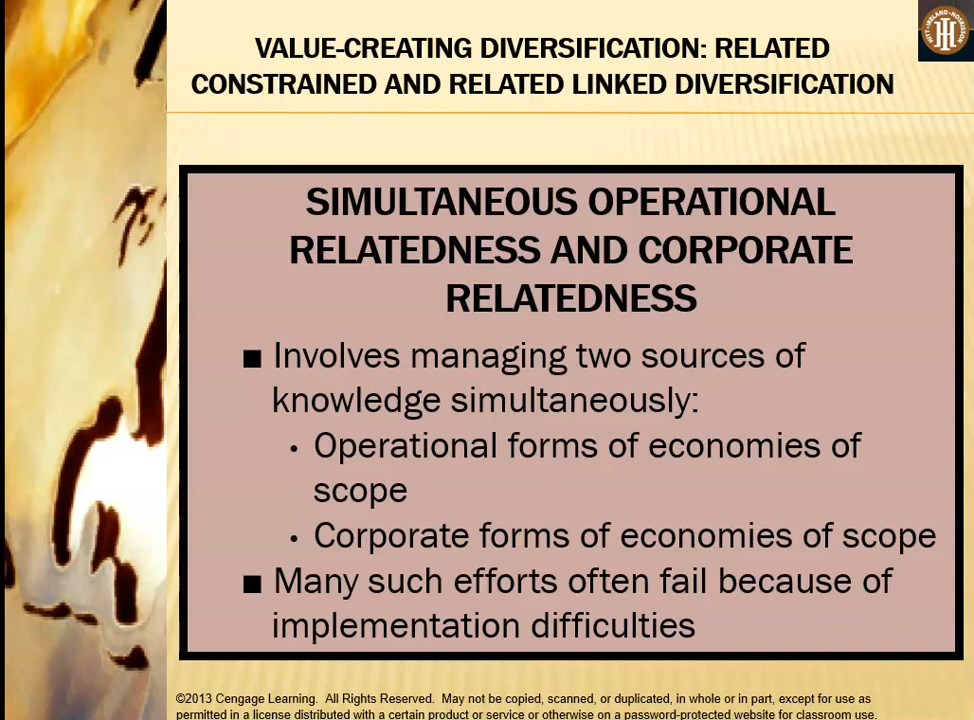 HITT·IRELAND·HOSKISSON
VALUE-CREATING DIVERSIFICATION: RELATED
CONSTRAINED AND RELATED LINKED DIVERSIFICATION
SIMULTANEOUS OPERATIONAL
RELATEDNESS AND CORPORATE
RELATEDNESS
■ Involves managing two sources of
knowledge simultaneously:
• Operational forms of economies of
scope
• Corporate forms of economies of scope
■ Many such efforts often fail because of
implementation difficulties
©2013 Cengage Learning. All Rights Reserved. May not be copied, scanned, or duplicated, in whole or in part, except for use as
permitted in a license distributed with a certain product or service or otherwise on a password-protected website for classroom use.